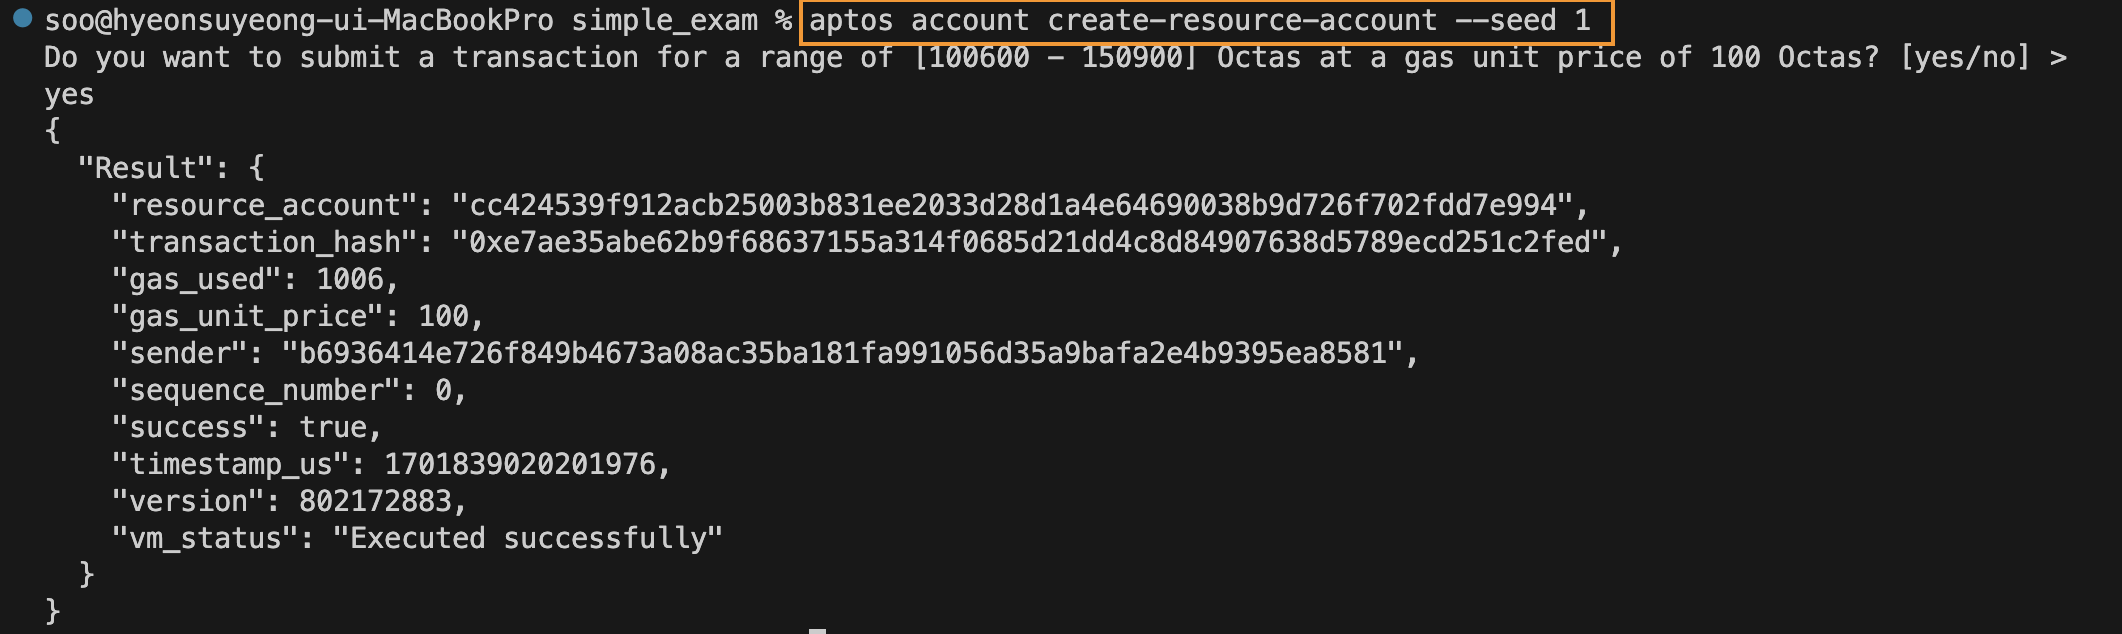 soo@hyeonsuyeong-ui-MacBookPro simple_exam % aptos account create-resource-account --seed 1
Do you want to submit a transaction for a range of [100600 - 150900] Octas at a gas unit price of 100 Octas? [yes/no] >
yes
{
  "Result": {
    "resource_account": "cc424539f912acb25003b831ee2033d28d1a4e64690038b9d726f702fdd7e994",
    "transaction_hash": "0xe7ae35abe62b9f68637155a314f0685d21dd4c8d84907638d5789ecd251c2fed",
    "gas_used": 1006,
    "gas_unit_price": 100,
    "sender": "b6936414e726f849b4673a08ac35ba181fa991056d35a9bafa2e4b9395ea8581",
    "sequence_number": 0,
    "success": true,
    "timestamp_us": 1701839020201976,
    "version": 802172883,
    "vm_status": "Executed successfully"
  }
}